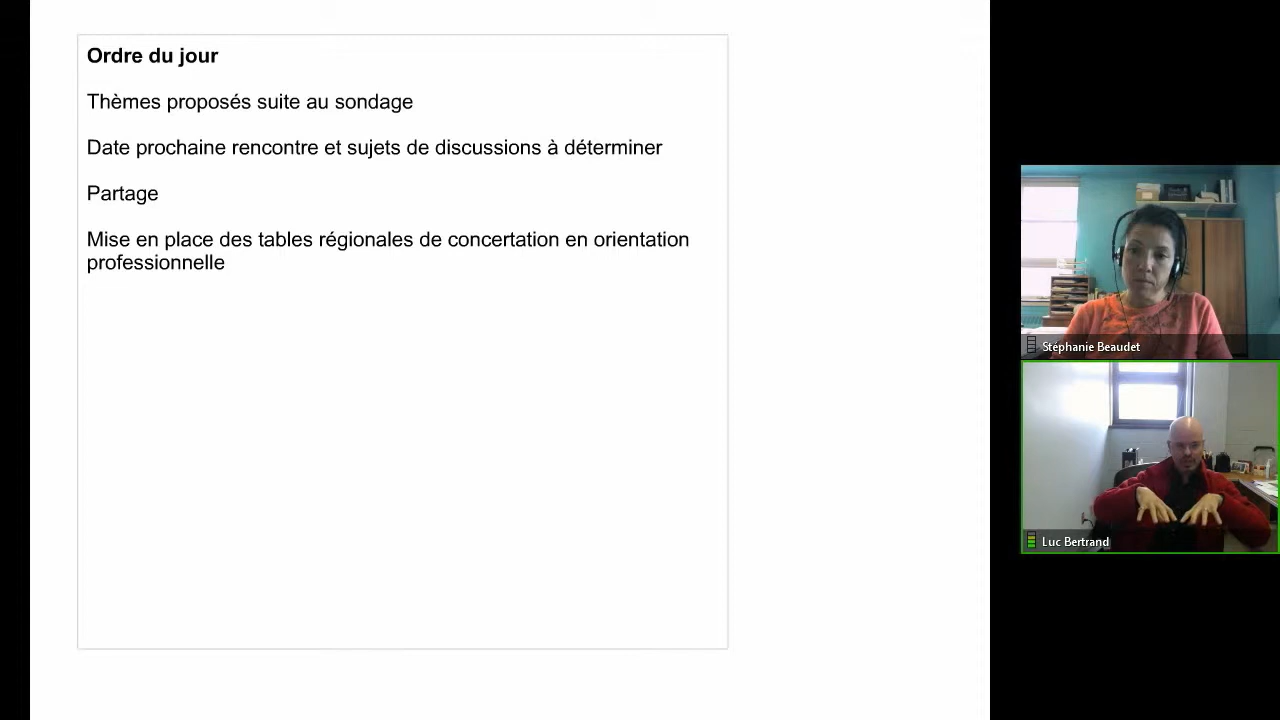 Ordre du jour
Thèmes proposés suite au sondage
Date prochaine rencontre et sujets de discussions à déterminer
Partage
Mise en place des tables régionales de concertation en orientation
professionnelle
Stéphanie Beaudet
Luc Bertrand